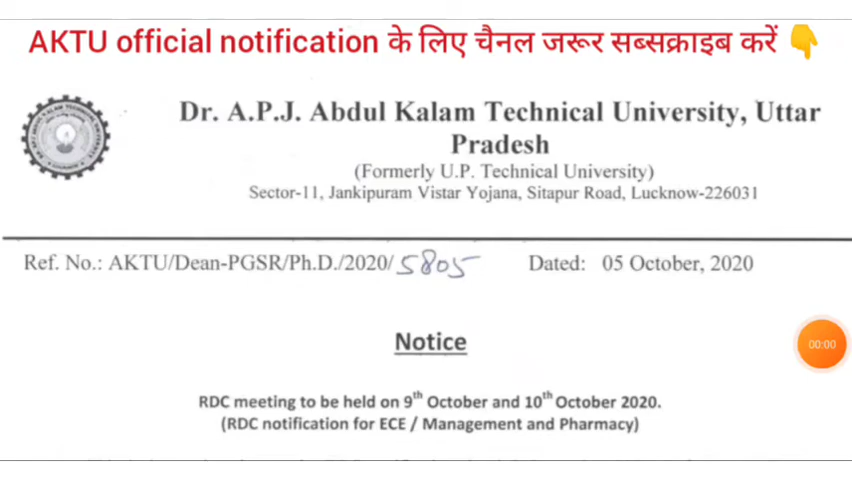 AKTU official notification के लिए चैनल जरूर सब्सक्राइब करें 👇
Dr. A.P.J. Abdul Kalam Technical University, Uttar
Pradesh
(Formerly U.P. Technical University)
Sector-11, Jankipuram Vistar Yojana, Sitapur Road, Lucknow-226031
Ref. No.: AKTU/Dean-PGSR/Ph.D./2020/5805 Dated: 05 October, 2020
00:00
Notice
RDC meeting to be held on 9th October and 10th October 2020.
(RDC notification for ECE / Management and Pharmacy)